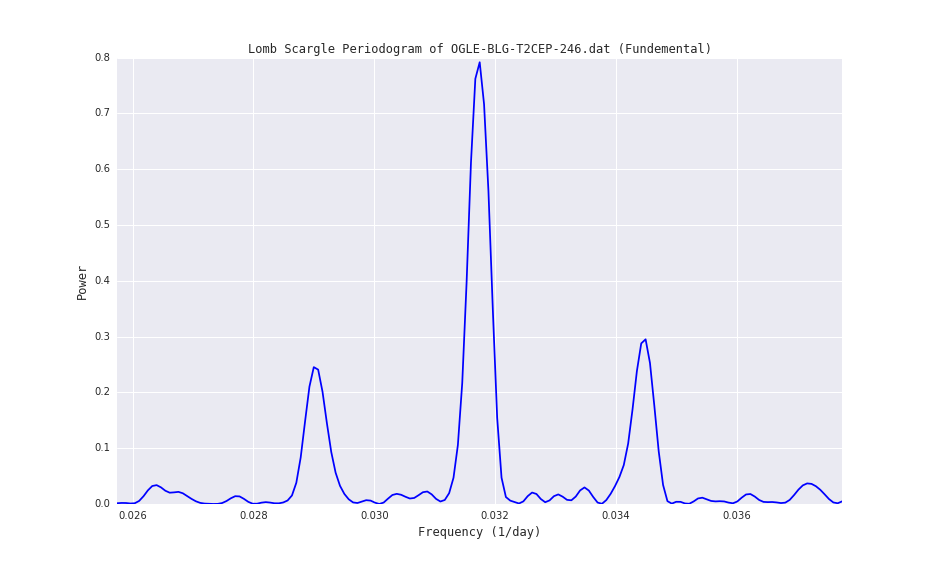 Lomb Scargle Periodogram of OGLE-BLG-T2CEP-246.dat (Fundemental)
0.8
0.7
0.6
0.5
0.4
0.3
0.2
0.1
0.0
Power
0.026 0.028 0.030 0.032 0.034 0.036
Frequency (1/day)